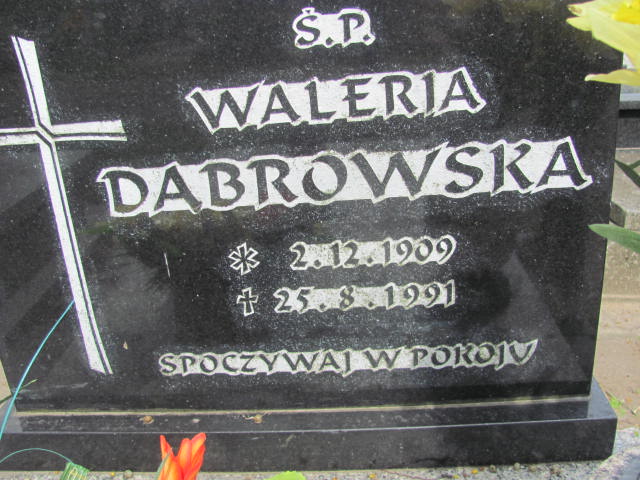 Ś.P.
WALERIA
DABROWSKA
* 2.12.1909
✝ 25.8.1991
SPOCZYWAJ W POKOJU